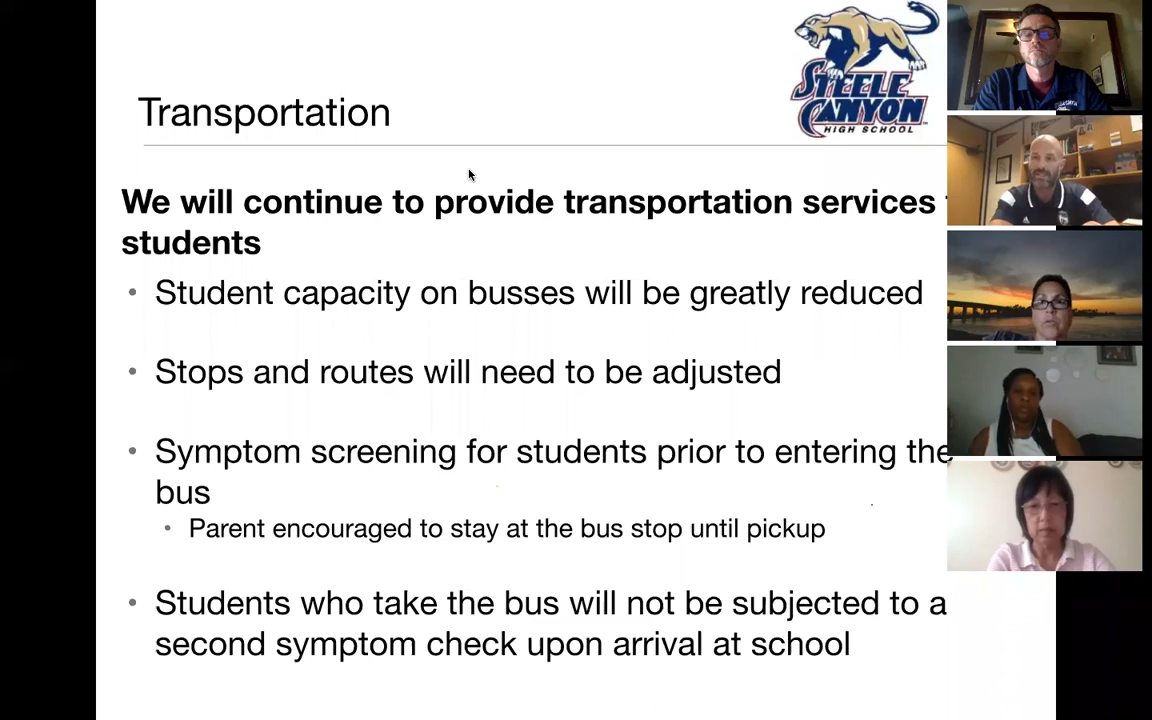 STEELE
CANYON
HIGH SCHOOL
Transportation
We will continue to provide transportation services
students
• Student capacity on busses will be greatly reduced
• Stops and routes will need to be adjusted
• Symptom screening for students prior to entering the
bus
• Parent encouraged to stay at the bus stop until pickup
• Students who take the bus will not be subjected to a
second symptom check upon arrival at school